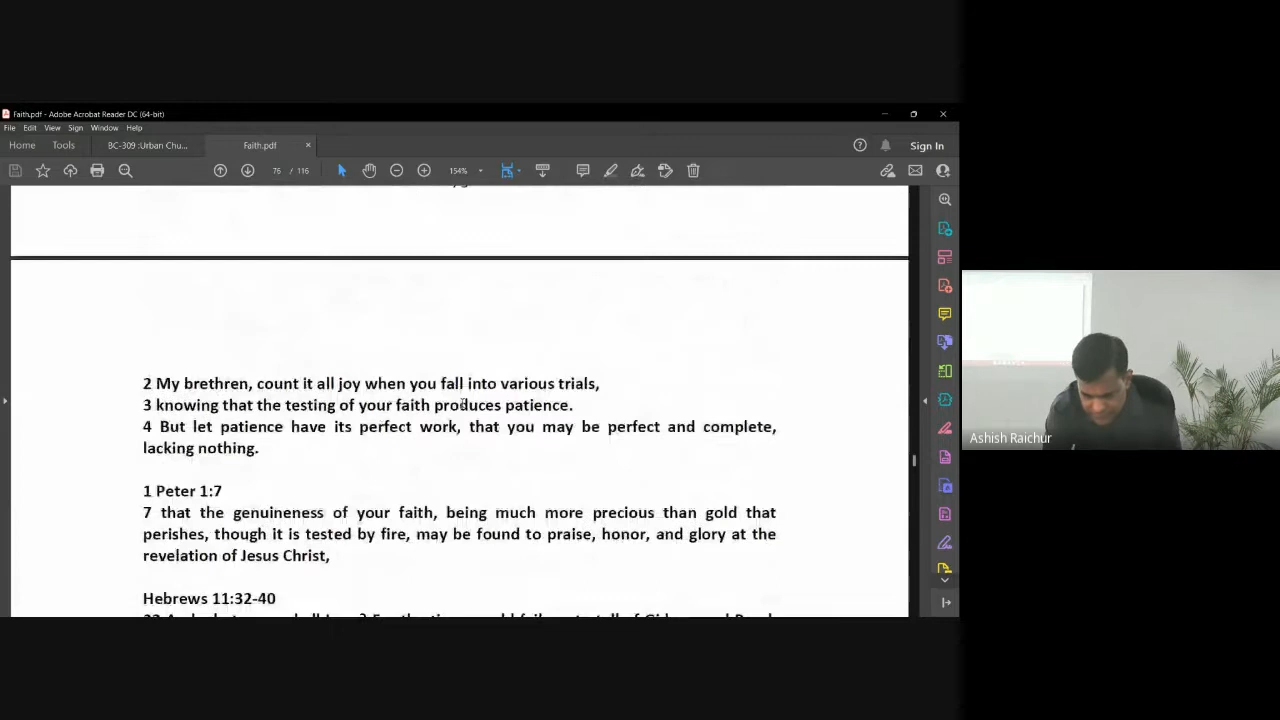 Faith.pdf - Adobe Acrobat Reader DC (64-bit)
File Edit View Sign Window Help
Home Tools BC-309 :Urban Chu... Faith.pdf × Sign In
76 / 116 154%
2 My brethren, count it all joy when you fall into various trials,
3 knowing that the testing of your faith produces patience.
4 But let patience have its perfect work, that you may be perfect and complete,
lacking nothing.
1 Peter 1:7
7 that the genuineness of your faith, being much more precious than gold that
perishes, though it is tested by fire, may be found to praise, honor, and glory at the
revelation of Jesus Christ,
Hebrews 11:32-40
Ashish Raichur